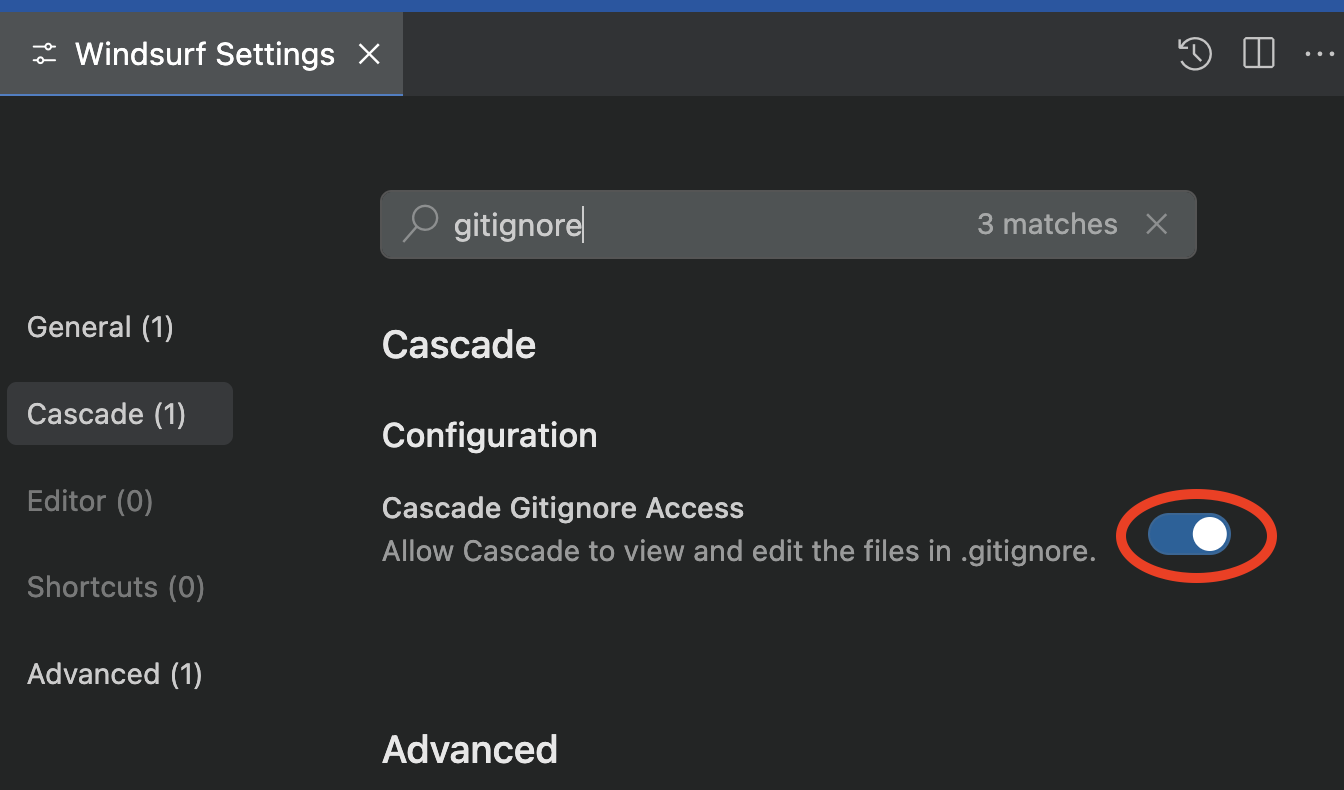 Windsurf Settings
gitignore
3 matches
General (1)
Cascade (1)
Editor (0)
Shortcuts (0)
Advanced (1)
Cascade
Configuration
Cascade Gitignore Access
Allow Cascade to view and edit the files in .gitignore.
Advanced